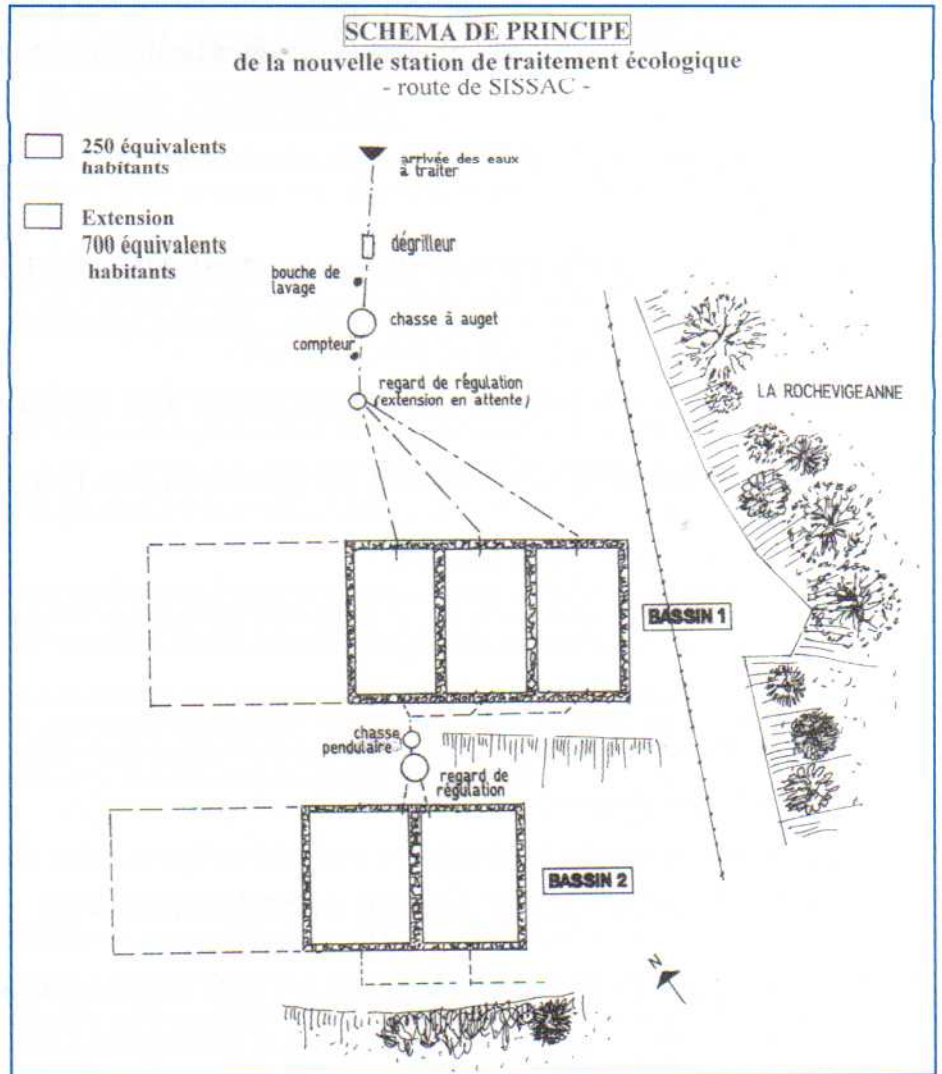 SCHEMA DE PRINCIPE
de la nouvelle station de traitement écologique
- route de SISSAC -
250 équivalents
habitants
Extension
700 équivalents
habitants
arrivée des eaux
à traiter
dégrilleur
bouche de
lavage
chasse à auget
compteur
regard de régulation
(extension en attente)
LA ROCHEVIGEANNE
BASSIN 1
chasse
pendulaire
regard de
régulation
BASSIN 2
N